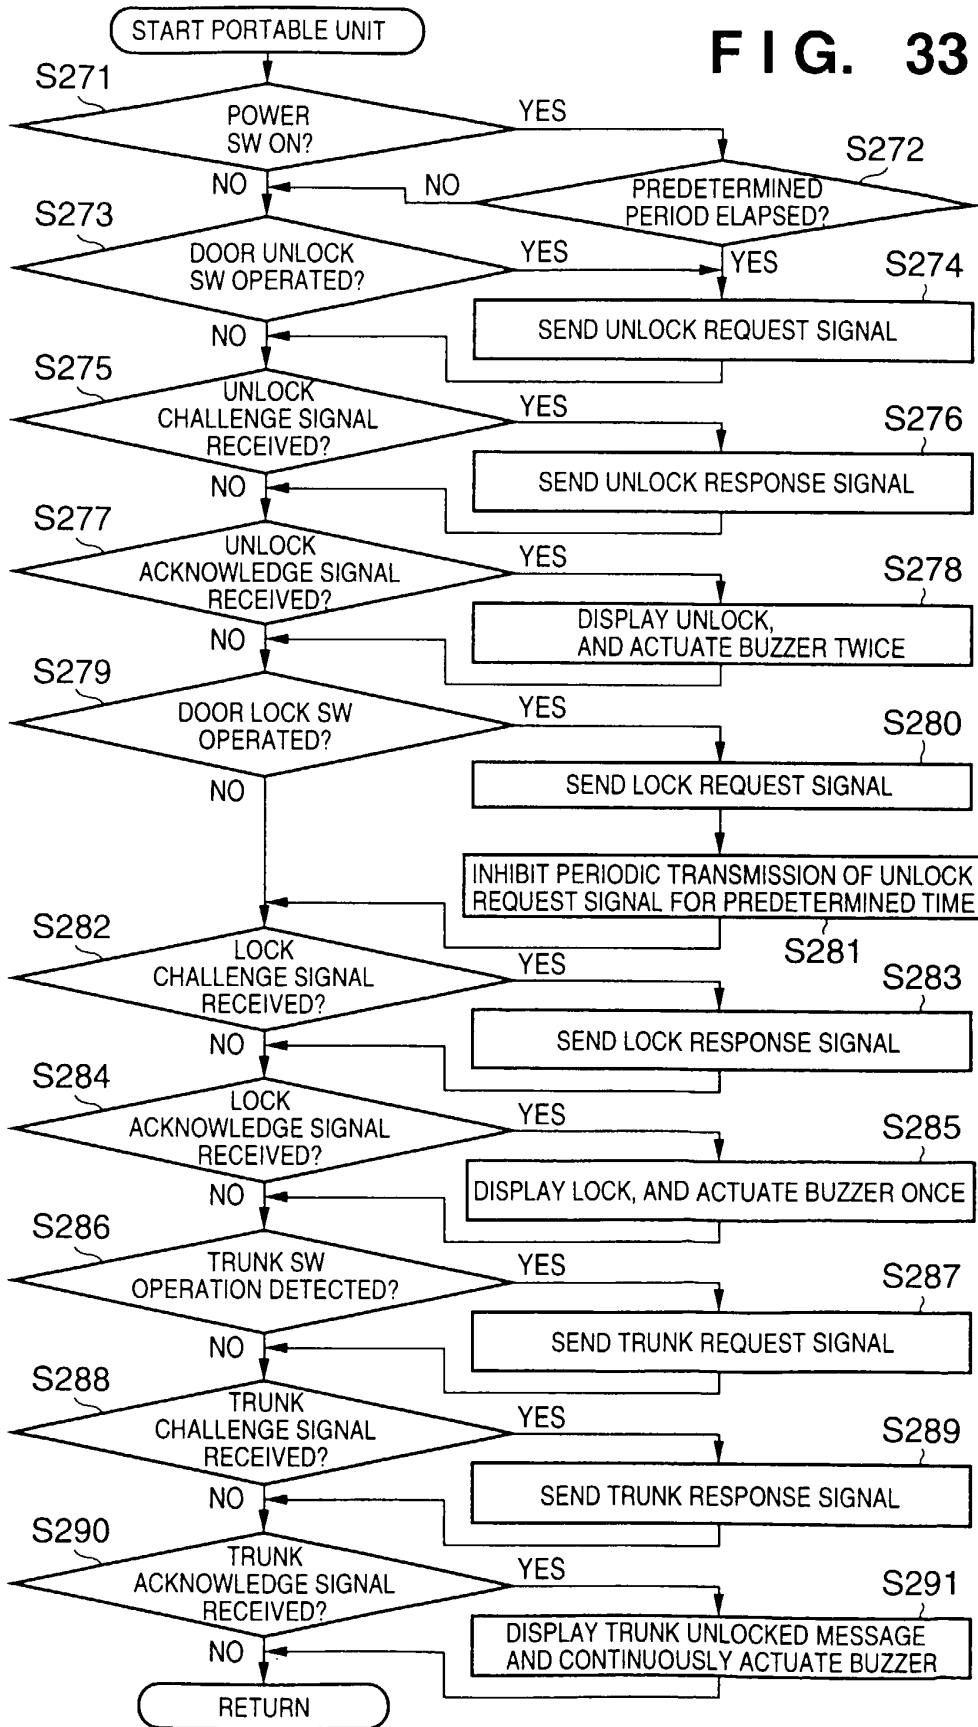 START PORTABLE UNIT
FIG. 33
S271
POWER
SW ON?
YES
NO
S272
PREDETERMINED
PERIOD ELAPSED?
NO
YES
S273
DOOR UNLOCK
SW OPERATED?
YES
NO
S274
SEND UNLOCK REQUEST SIGNAL
S275
UNLOCK
CHALLENGE SIGNAL
RECEIVED?
YES
NO
S276
SEND UNLOCK RESPONSE SIGNAL
S277
UNLOCK
ACKNOWLEDGE SIGNAL
RECEIVED?
YES
NO
S278
DISPLAY UNLOCK,
AND ACTUATE BUZZER TWICE
S279
DOOR LOCK SW
OPERATED?
YES
NO
S280
SEND LOCK REQUEST SIGNAL
INHIBIT PERIODIC TRANSMISSION OF UNLOCK
REQUEST SIGNAL FOR PREDETERMINED TIME
S281
S282
LOCK
CHALLENGE SIGNAL
RECEIVED?
YES
NO
S283
SEND LOCK RESPONSE SIGNAL
S284
LOCK
ACKNOWLEDGE SIGNAL
RECEIVED?
YES
NO
S285
DISPLAY LOCK, AND ACTUATE BUZZER ONCE
S286
TRUNK SW
OPERATION DETECTED?
YES
NO
S287
SEND TRUNK REQUEST SIGNAL
S288
TRUNK
CHALLENGE SIGNAL
RECEIVED?
YES
NO
S289
SEND TRUNK RESPONSE SIGNAL
S290
TRUNK
ACKNOWLEDGE SIGNAL
RECEIVED?
YES
NO
S291
DISPLAY TRUNK UNLOCKED MESSAGE
AND CONTINUOUSLY ACTUATE BUZZER
RETURN